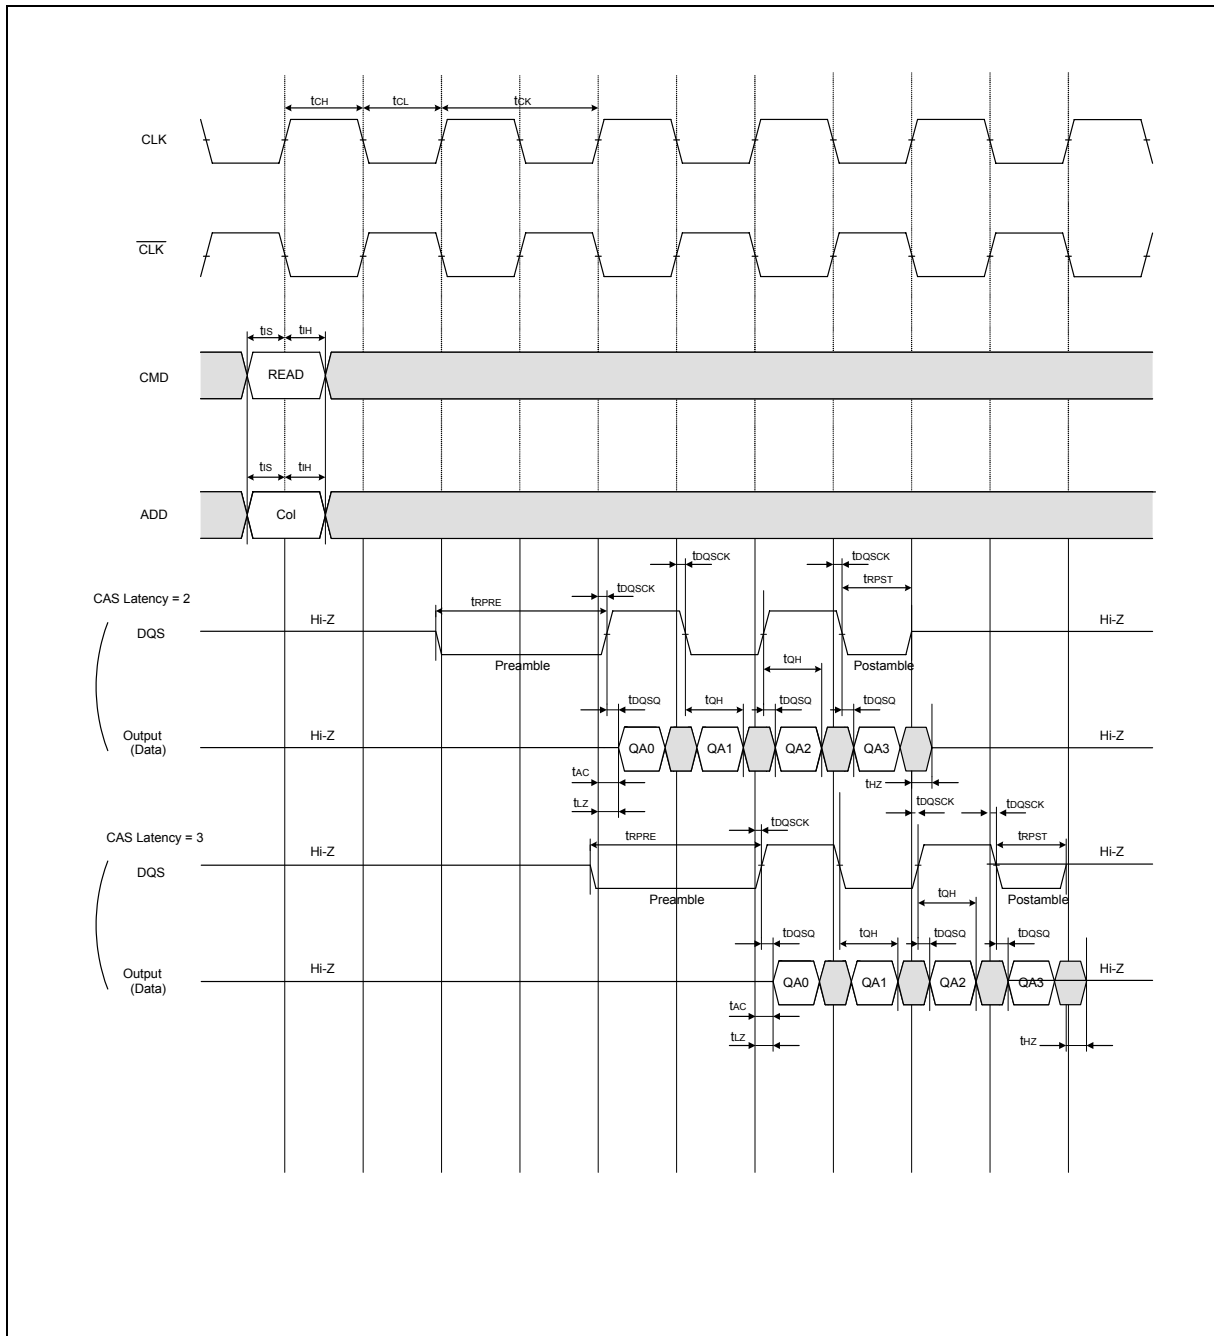 tCH tCL tCK
CLK
CLK
tIS tIH
CMD READ
tIS tIH
ADD Col
tDQSCK tDQSCK
tDQSCK tRPST
CAS Latency = 2 tRPRE
DQS Hi-Z Hi-Z
Preamble Postamble
tQH
tDQSQ tQH tDQSQ tDQSQ
Output
(Data) Hi-Z QA0 QA1 QA2 QA3 Hi-Z
tAC tHZ
tLZ tDQSCK tDQSCK
tDQSCK
CAS Latency = 3 tRPRE tRPST
DQS Hi-Z Hi-Z
Preamble Postamble
tQH
tDQSQ tQH tDQSQ tDQSQ
Output
(Data) Hi-Z QA0 QA1 QA2 QA3 Hi-Z
tAC
tLZ tHZ